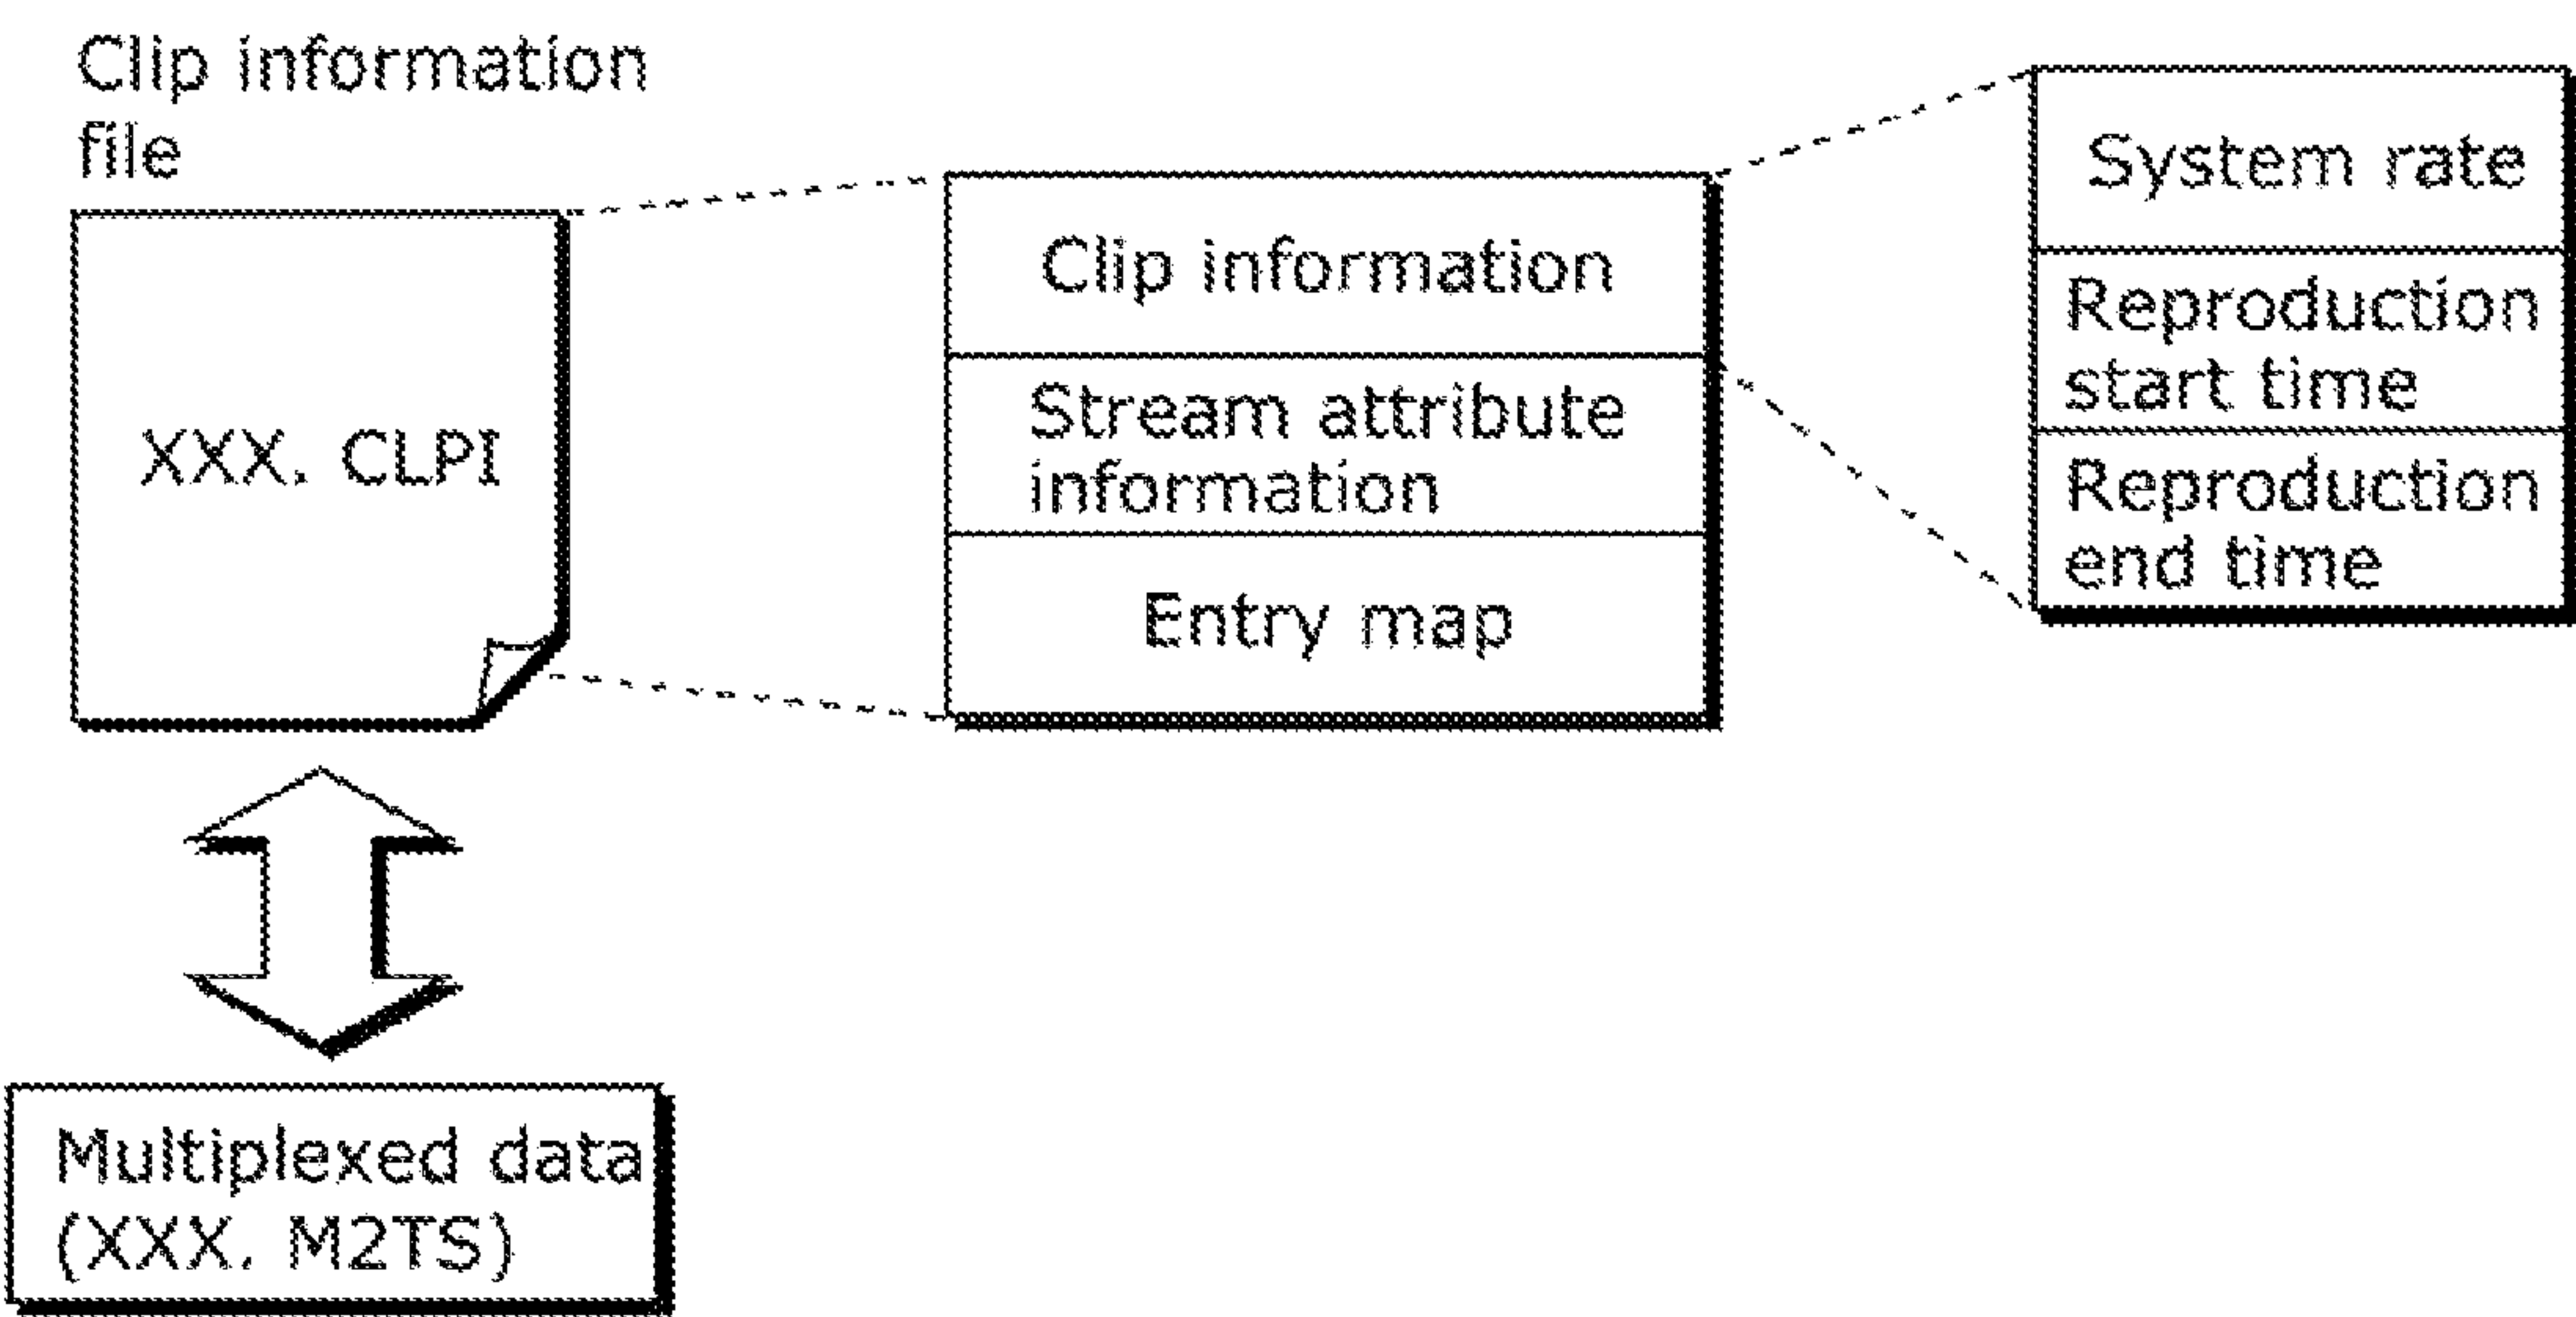 Clip information
file
XXX. CLPI
Clip information
Stream attribute
information
Entry map
System rate
Reproduction
start time
Reproduction
end time
Multiplexed data
(XXX. M2TS)